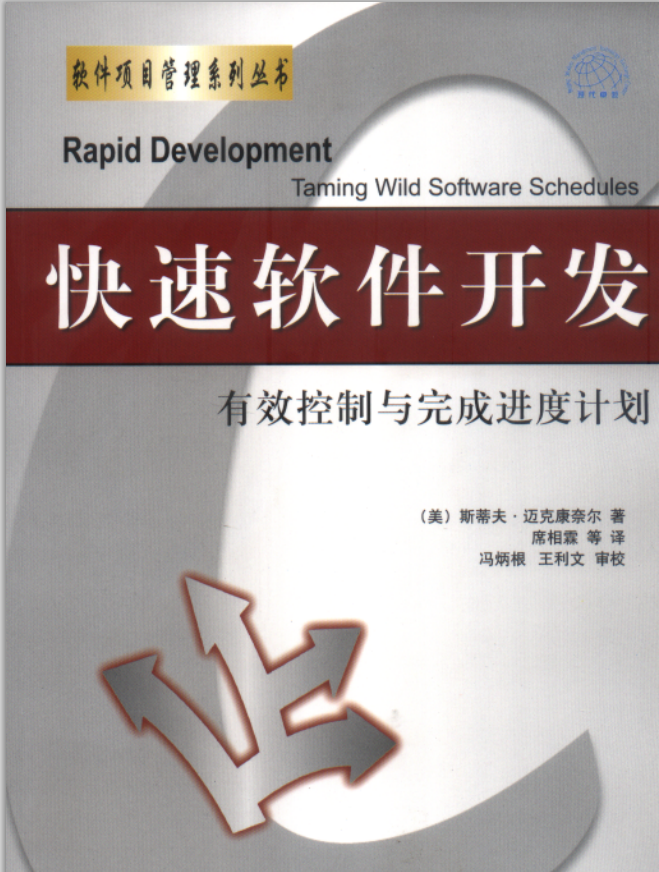 软件项目管理系列丛书
Rapid Development
Taming Wild Software Schedules
快速软件开发
有效控制与完成进度计划
（美）斯蒂夫·迈克康奈尔 著
席相霖 等 译
冯炳根 王利文 审校